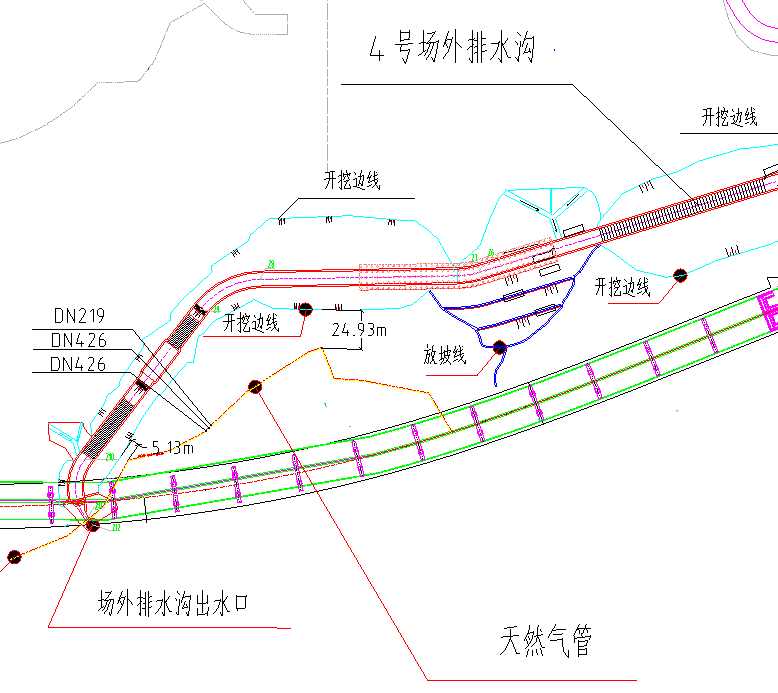 4号场外排水沟
开挖边线
开挖边线
开挖边线
DN219
DN426
DN426
开挖边线
24.93m
放坡线
5.13m
场外排水沟出水口
天然气管